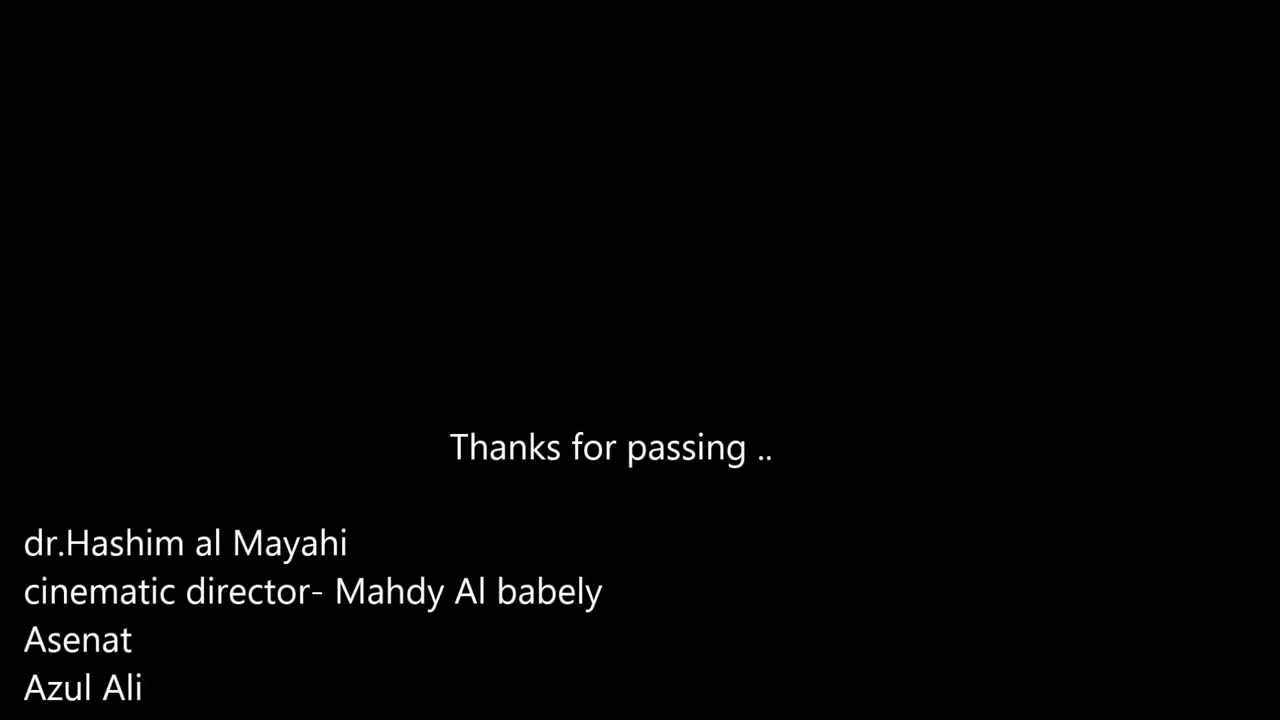 Thanks for passing ..
dr.Hashim al Mayahi
cinematic director- Mahdy Al babely
Asenat
Azul Ali